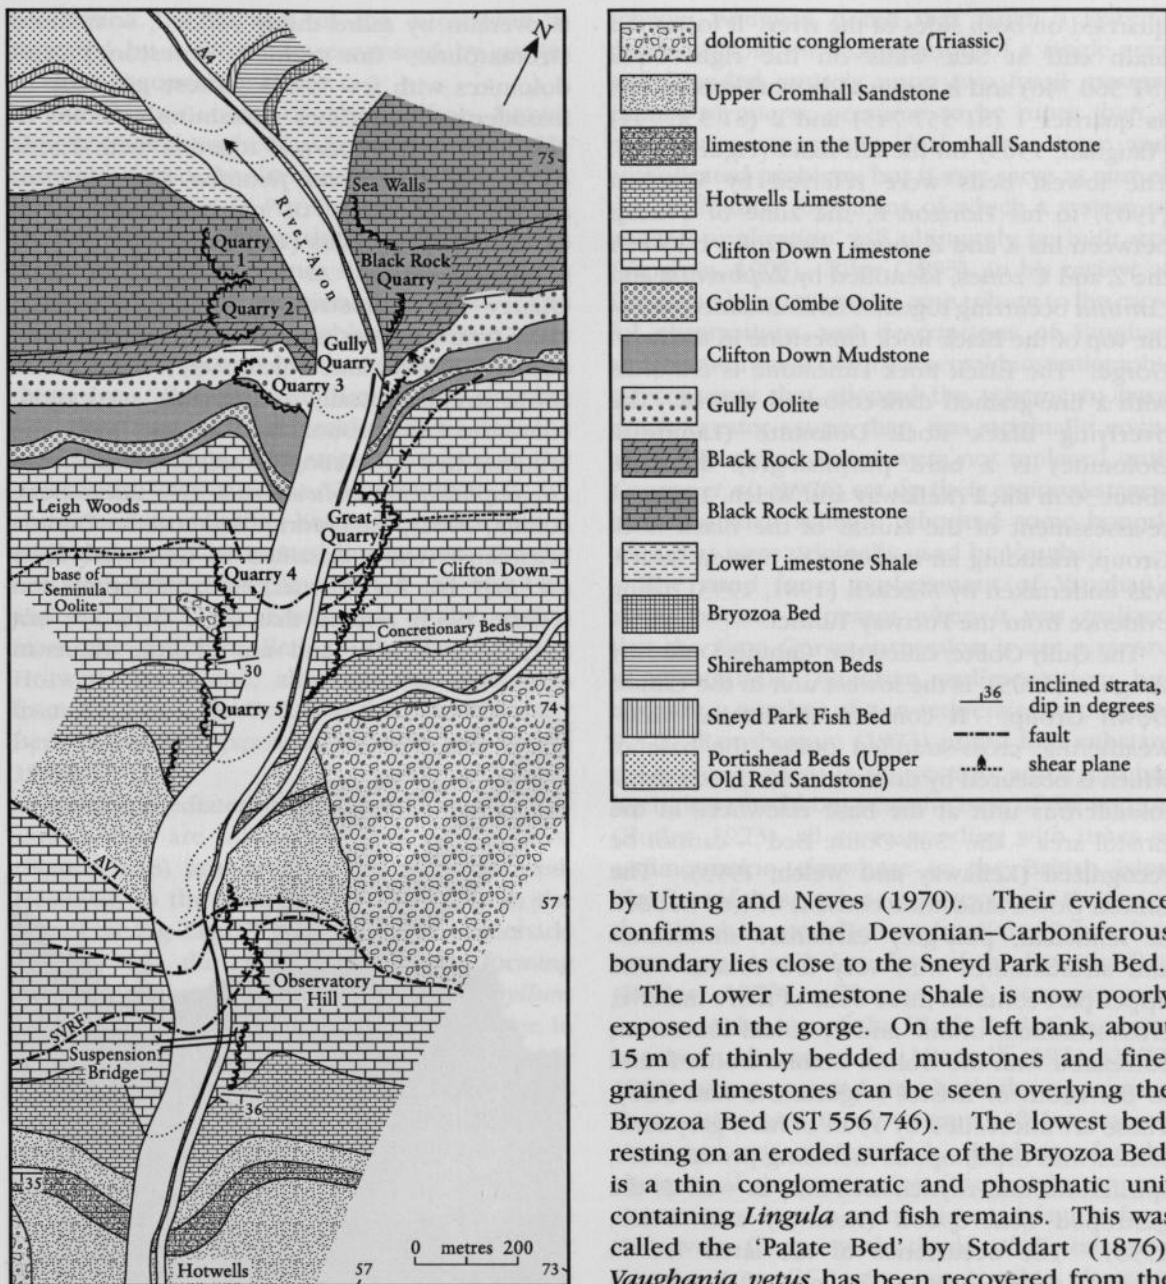 N
A4
75
Sea Walls
River Avon
Quarry
1
Black Rock
Quarry
Quarry 2
Gully
Quarry
Quarry 3
Leigh Woods
Great
Quarry
base of
Seminula
Oolite
Quarry 4
Clifton Down
Concretionary Beds
30
Quarry 5
74
AVT
57
Observatory
Hill
SVRF
Suspension
Bridge
36
35
Hotwells
0 metres 200
57
73
dolomitic conglomerate (Triassic)
Upper Cromhall Sandstone
limestone in the Upper Cromhall Sandstone
Hotwells Limestone
Clifton Down Limestone
Goblin Combe Oolite
Clifton Down Mudstone
Gully Oolite
Black Rock Dolomite
Black Rock Limestone
Lower Limestone Shale
Bryozoa Bed
Shirehampton Beds
Sneyd Park Fish Bed
Portishead Beds (Upper
Old Red Sandstone)
36
inclined strata,
dip in degrees
fault
shear plane
by Utting and Neves (1970). Their evidence
confirms that the Devonian–Carboniferous
boundary lies close to the Sneyd Park Fish Bed.
The Lower Limestone Shale is now poorly
exposed in the gorge. On the left bank, about
15 m of thinly bedded mudstones and fine-
grained limestones can be seen overlying the
Bryozoa Bed (ST 556 746). The lowest bed,
resting on an eroded surface of the Bryozoa Bed,
is a thin conglomeratic and phosphatic uni
containing Lingula and fish remains. This was
called the ‘Palate Bed’ by Stoddart (1876).
Vaughania vetus has been recovered from th